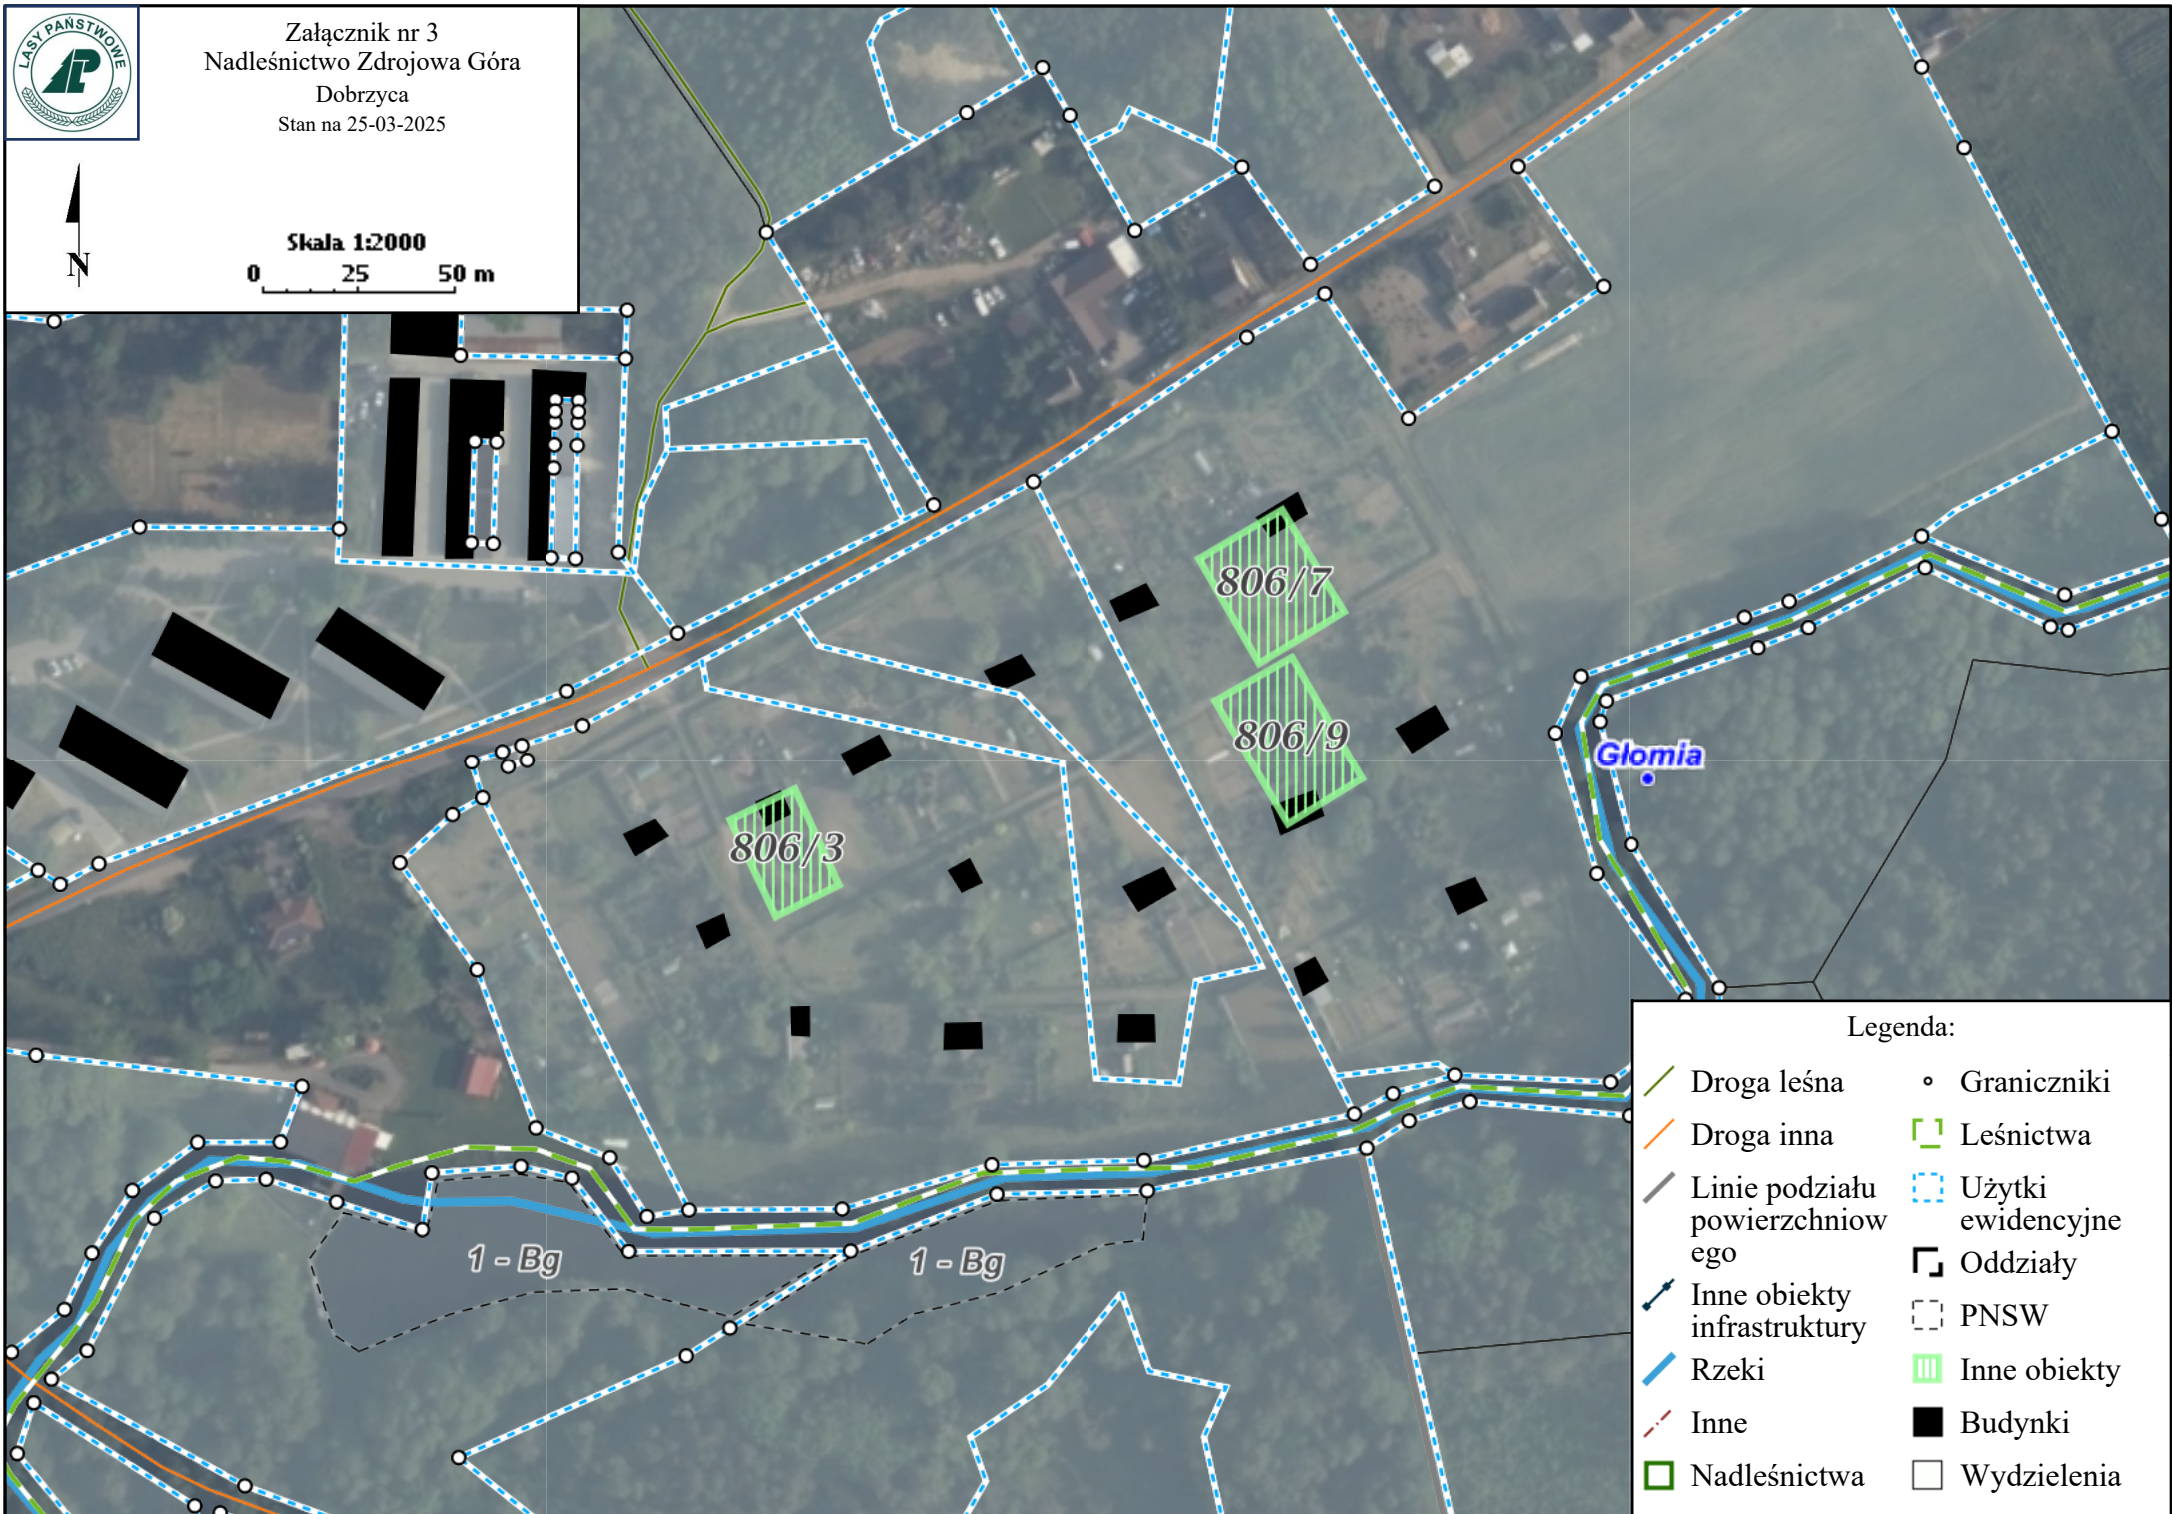 LASY PAŃSTWOWE
Załącznik nr 3
Nadleśnictwo Zdrojowa Góra
Dobrzyca
Stan na 25-03-2025
N
Skala 1:2000
0 25 50 m
806/7
806/9
Głomia
806/3
1 - Bg
1 - Bg
Legenda:
Droga leśna
Droga inna
Linie podziału
powierzchniow
ego
Inne obiekty
infrastruktury
Rzeki
Inne
Nadleśnictwa
Graniczniki
Leśnictwa
Użytki
ewidencyjne
Oddziały
PNSW
Inne obiekty
Budynki
Wydzielenia